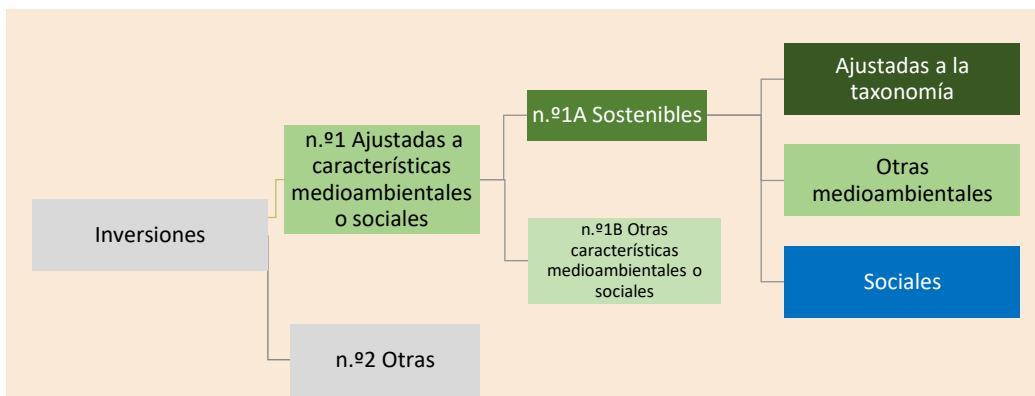 Inversiones
n.º1 Ajustadas a
características
medioambientales
o sociales
n.º2 Otras
n.º1A Sostenibles
n.º1B Otras
características
medioambientales o
sociales
Ajustadas a la
taxonomía
Otras
medioambientales
Sociales